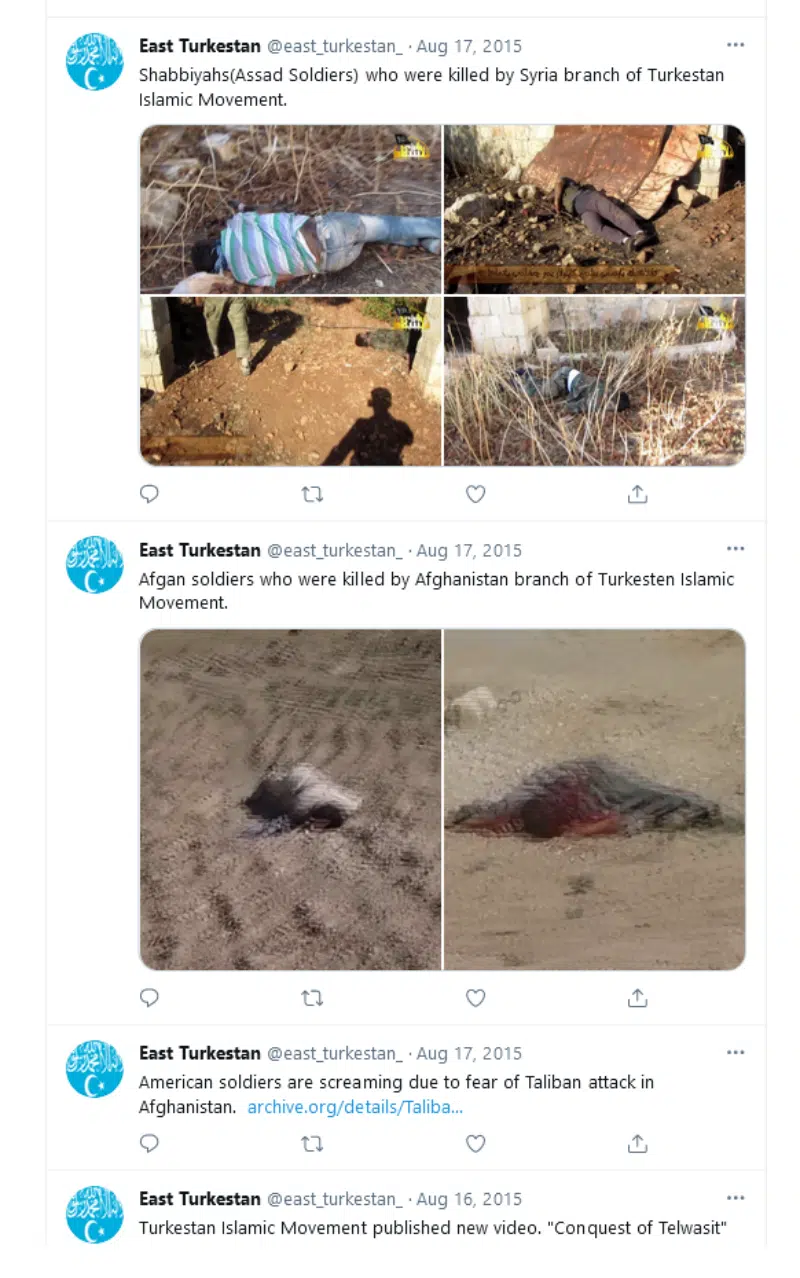 East Turkestan @east_turkestan_ · Aug 17, 2015
Shabbiyahs(Assad Soldiers) who were killed by Syria branch of Turkestan
Islamic Movement.
East Turkestan @east_turkestan_ · Aug 17, 2015
Afgan soldiers who were killed by Afghanistan branch of Turkesten Islamic
Movement.
East Turkestan @east_turkestan_ · Aug 17, 2015
American soldiers are screaming due to fear of Taliban attack in
Afghanistan. archive.org/details/Taliba...
East Turkestan @east_turkestan_ · Aug 16, 2015
Turkestan Islamic Movement published new video. "Conquest of Telwasit"